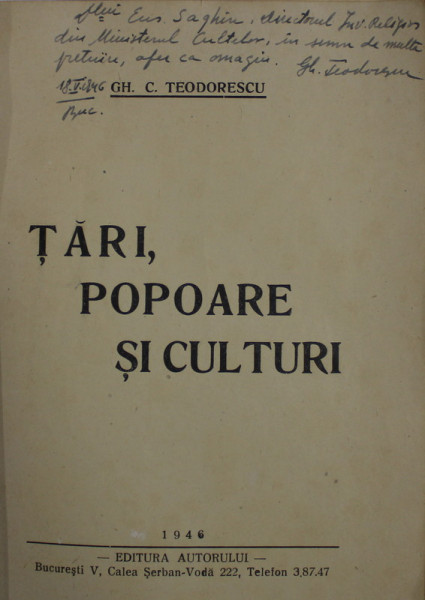 Dlui Eus. Saghin, Directorul Înv. Religios
din Ministerul Cultelor, în semn de multă
prețuire, ofer ca omagiu. Gh. Teodorescu
1946
Buc.
GH. C. TEODORESCU
ȚĂRI,
POPOARE
ȘI CULTURI
1946
— EDITURA AUTORULUI —
București V, Calea Șerban-Vodă 222, Telefon 3,87.47